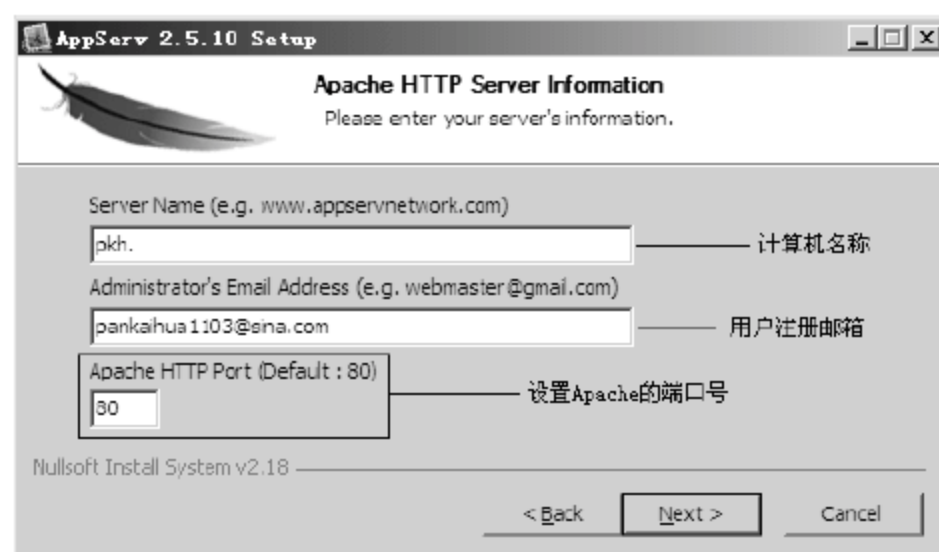 AppServ 2.5.10 Setup
Apache HTTP Server Information
Please enter your server's information.
Server Name (e.g. www.appservnetwork.com)
pkh.
计算机名称
Administrator's Email Address (e.g. webmaster@gmail.com)
pankaihua1103@sina.com
用户注册邮箱
Apache HTTP Port (Default : 80)
80
设置Apache的端口号
Nullsoft Install System v2.18
< Back
Next >
Cancel